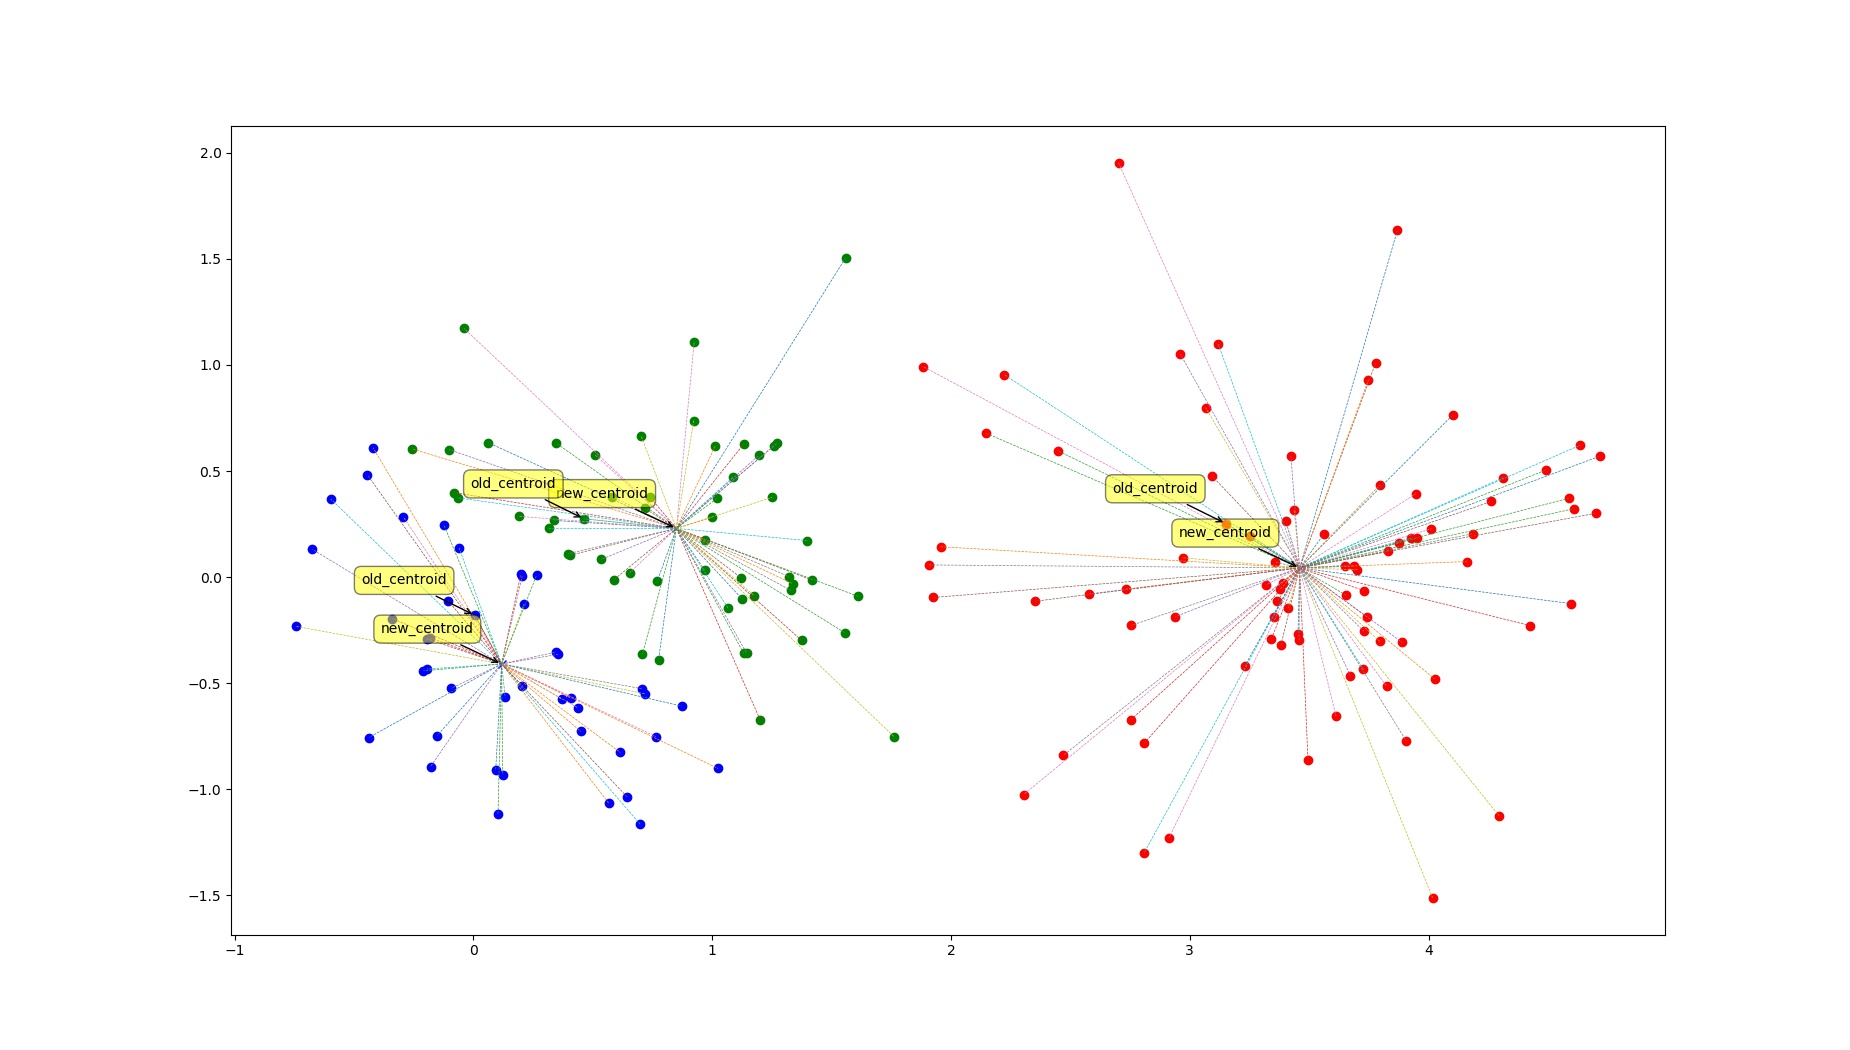 2.0
1.5
1.0
0.5
0.0
−0.5
−1.0
−1.5
old_centroid
new_centroid
old_centroid
new_centroid
old_centroid
new_centroid
−1
0
1
2
3
4